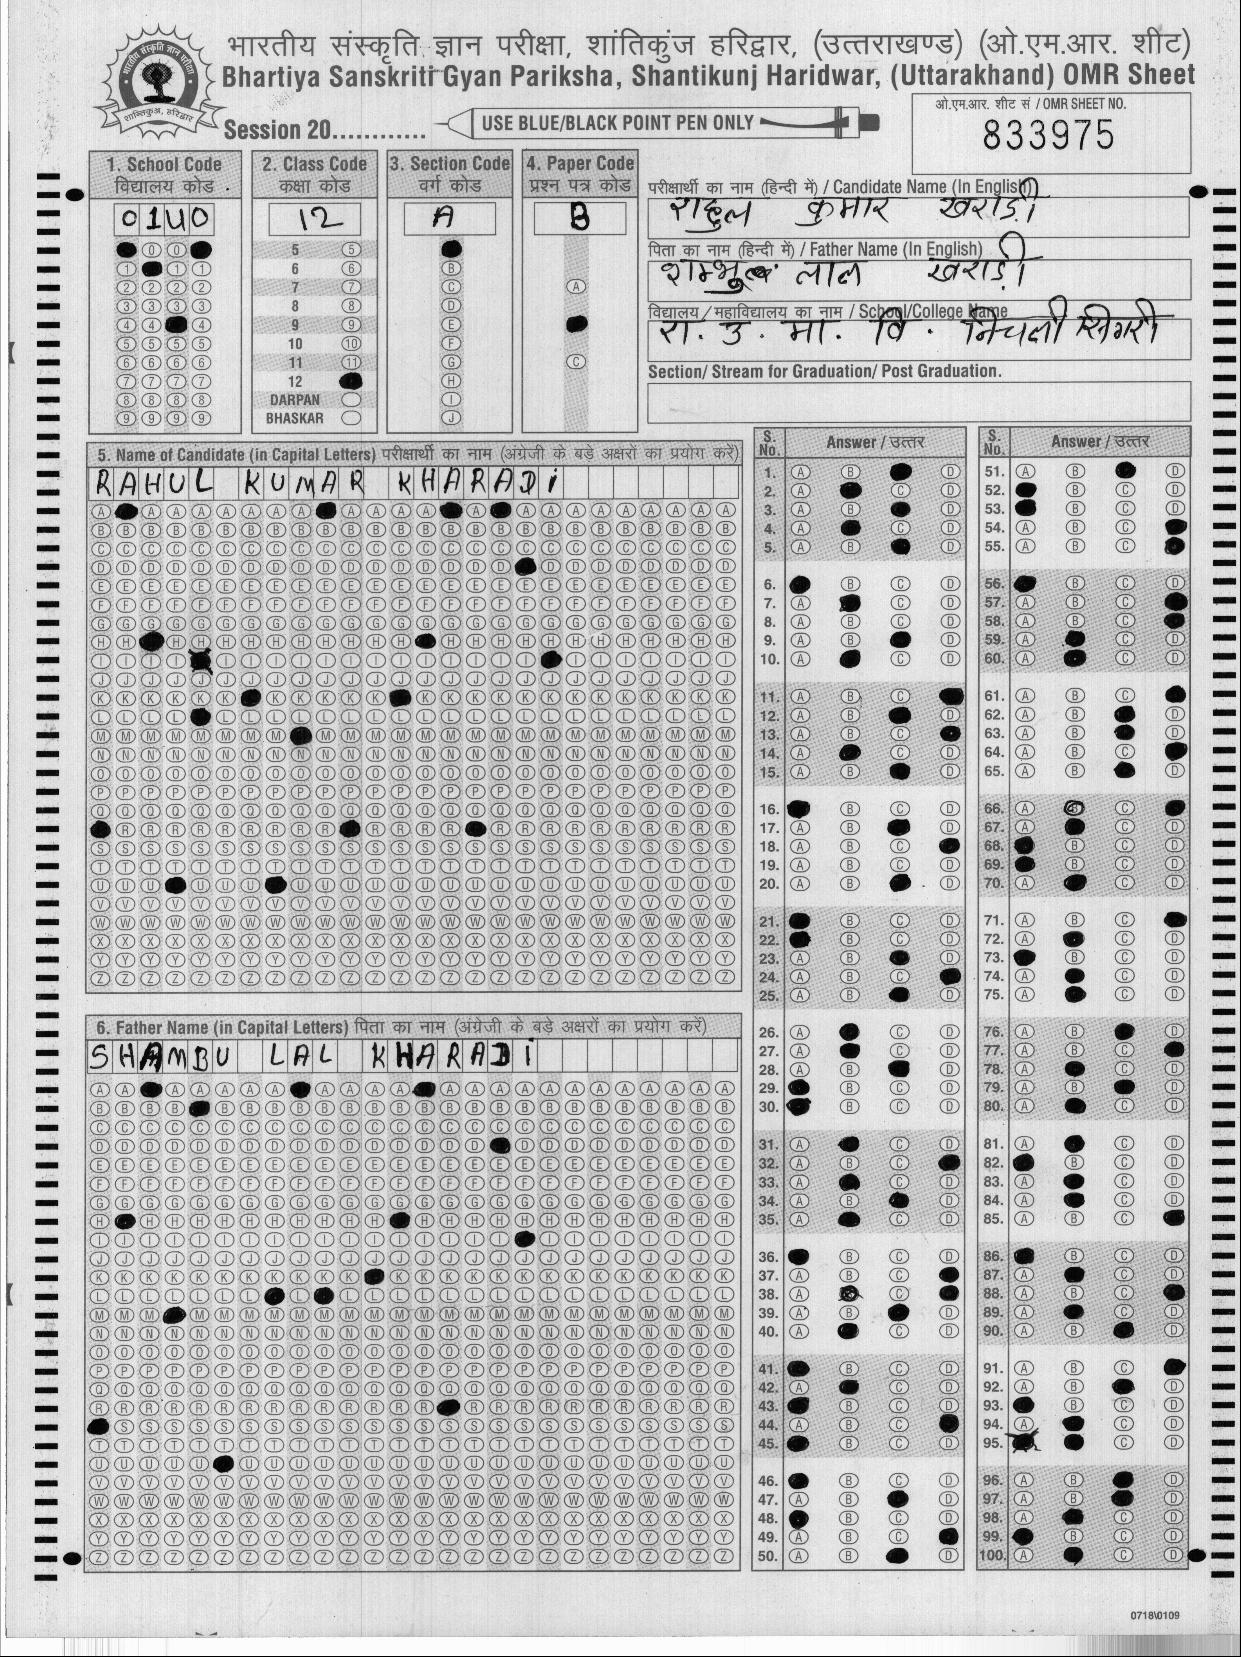 भारतीय संस्कृति ज्ञान परीक्षा, शांतिकुंज हरिद्वार, (उत्तराखण्ड) (ओ.एम.आर. शीट)
Bhartiya Sanskriti Gyan Pariksha, Shantikunj Haridwar, (Uttarakhand) OMR Sheet
Session 20............
USE BLUE/BLACK POINT PEN ONLY
ओ.एम.आर. शीट सं / OMR SHEET NO.
833975
1. School Code
विद्यालय कोड
0140
2. Class Code
कक्षा कोड
12
5
6
7
8
9
10
11
12
DARPAN
BHASKAR
3. Section Code
वर्ग कोड
A
4. Paper Code
प्रश्न पत्र कोड
B
परीक्षार्थी का नाम (हिन्दी में) / Candidate Name (In English)
राहुल कुमार खराड़ी
पिता का नाम (हिन्दी में) / Father Name (In English)
लाल खराड़ी
विद्यालय / महाविद्यालय का नाम / School/College Name
रा. उ. मा. वि. निचली सिगरी
Section/ Stream for Graduation/ Post Graduation.
5. Name of Candidate (in Capital Letters) परीक्षार्थी का नाम (अंग्रेजी के बड़े अक्षरों का प्रयोग करें)
RAHUL KUMAR KHARADi
6. Father Name (in Capital Letters) पिता का नाम (अंग्रेजी के बड़े अक्षरों का प्रयोग करें)
SHAMBU LAL KHARADi
S. No. Answer / उत्तर
S. No. Answer / उत्तर
0718\0109